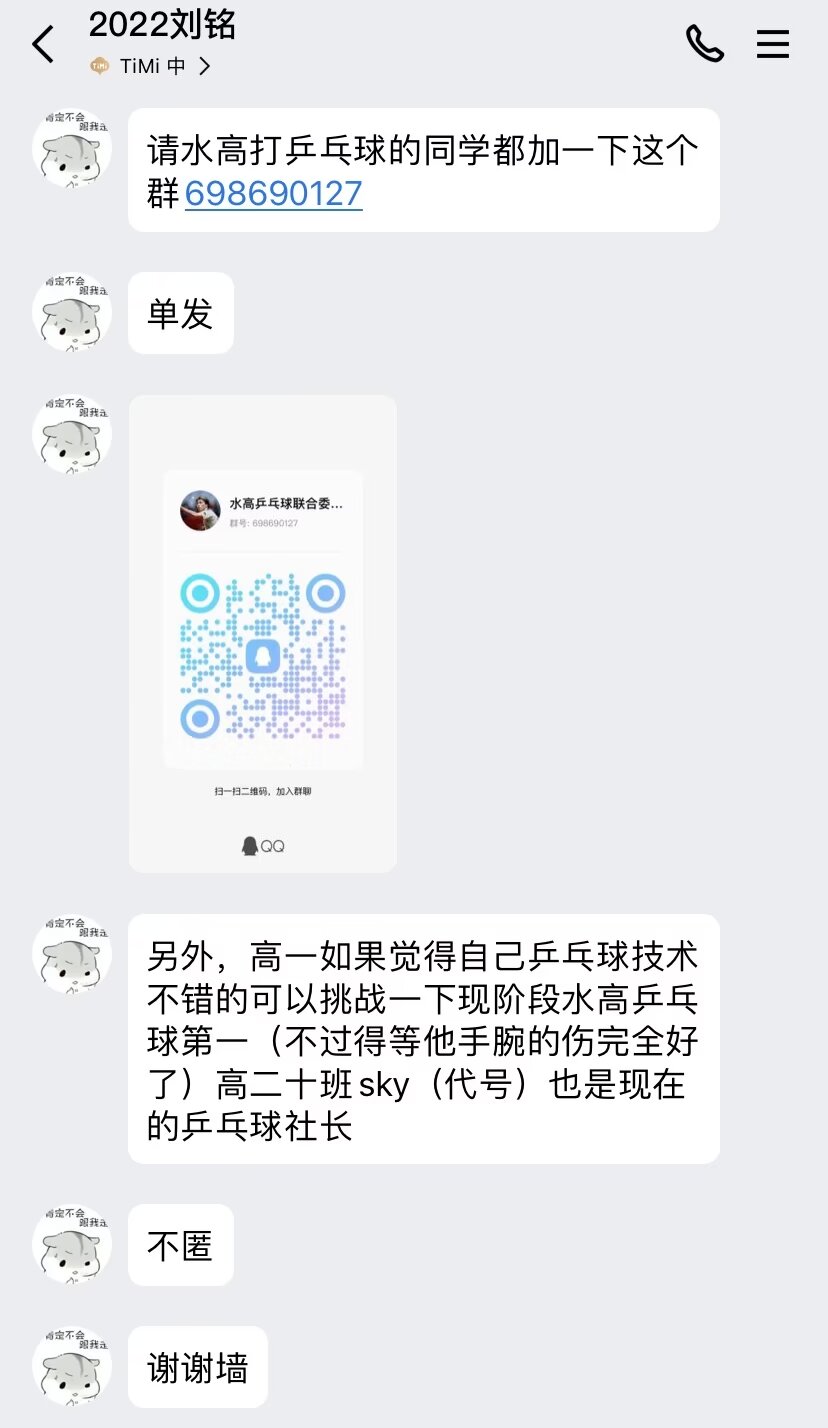 2022刘铭
TiMi 中
肯定不会
跟我玩
请水高打乒乓球的同学都加一下这个
群698690127
肯定不会
跟我玩
单发
肯定不会
跟我玩
水高乒乓球联合委...
群号: 698690127
扫一扫二维码，加入群聊
QQ
肯定不会
跟我玩
另外，高一如果觉得自己乒乓球技术
不错的可以挑战一下现阶段水高乒乓
球第一（不过得等他手腕的伤完全好
了）高二十班sky（代号）也是现在
的乒乓球社长
肯定不会
跟我玩
不匿
肯定不会
跟我玩
谢谢墙